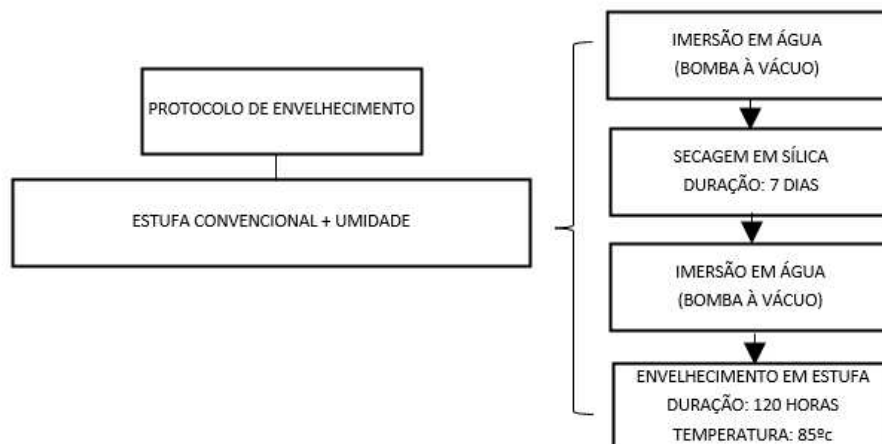 PROTOCOLO DE ENVELHECIMENTO
ESTUFA CONVENCIONAL + UMIDADE
IMERSÃO EM ÁGUA
(BOMBA À VÁCUO)
SECAGEM EM SÍLICA
DURAÇÃO: 7 DIAS
IMERSÃO EM ÁGUA
(BOMBA À VÁCUO)
ENVELHECIMENTO EM ESTUFA
DURAÇÃO: 120 HORAS
TEMPERATURA: 85ºc